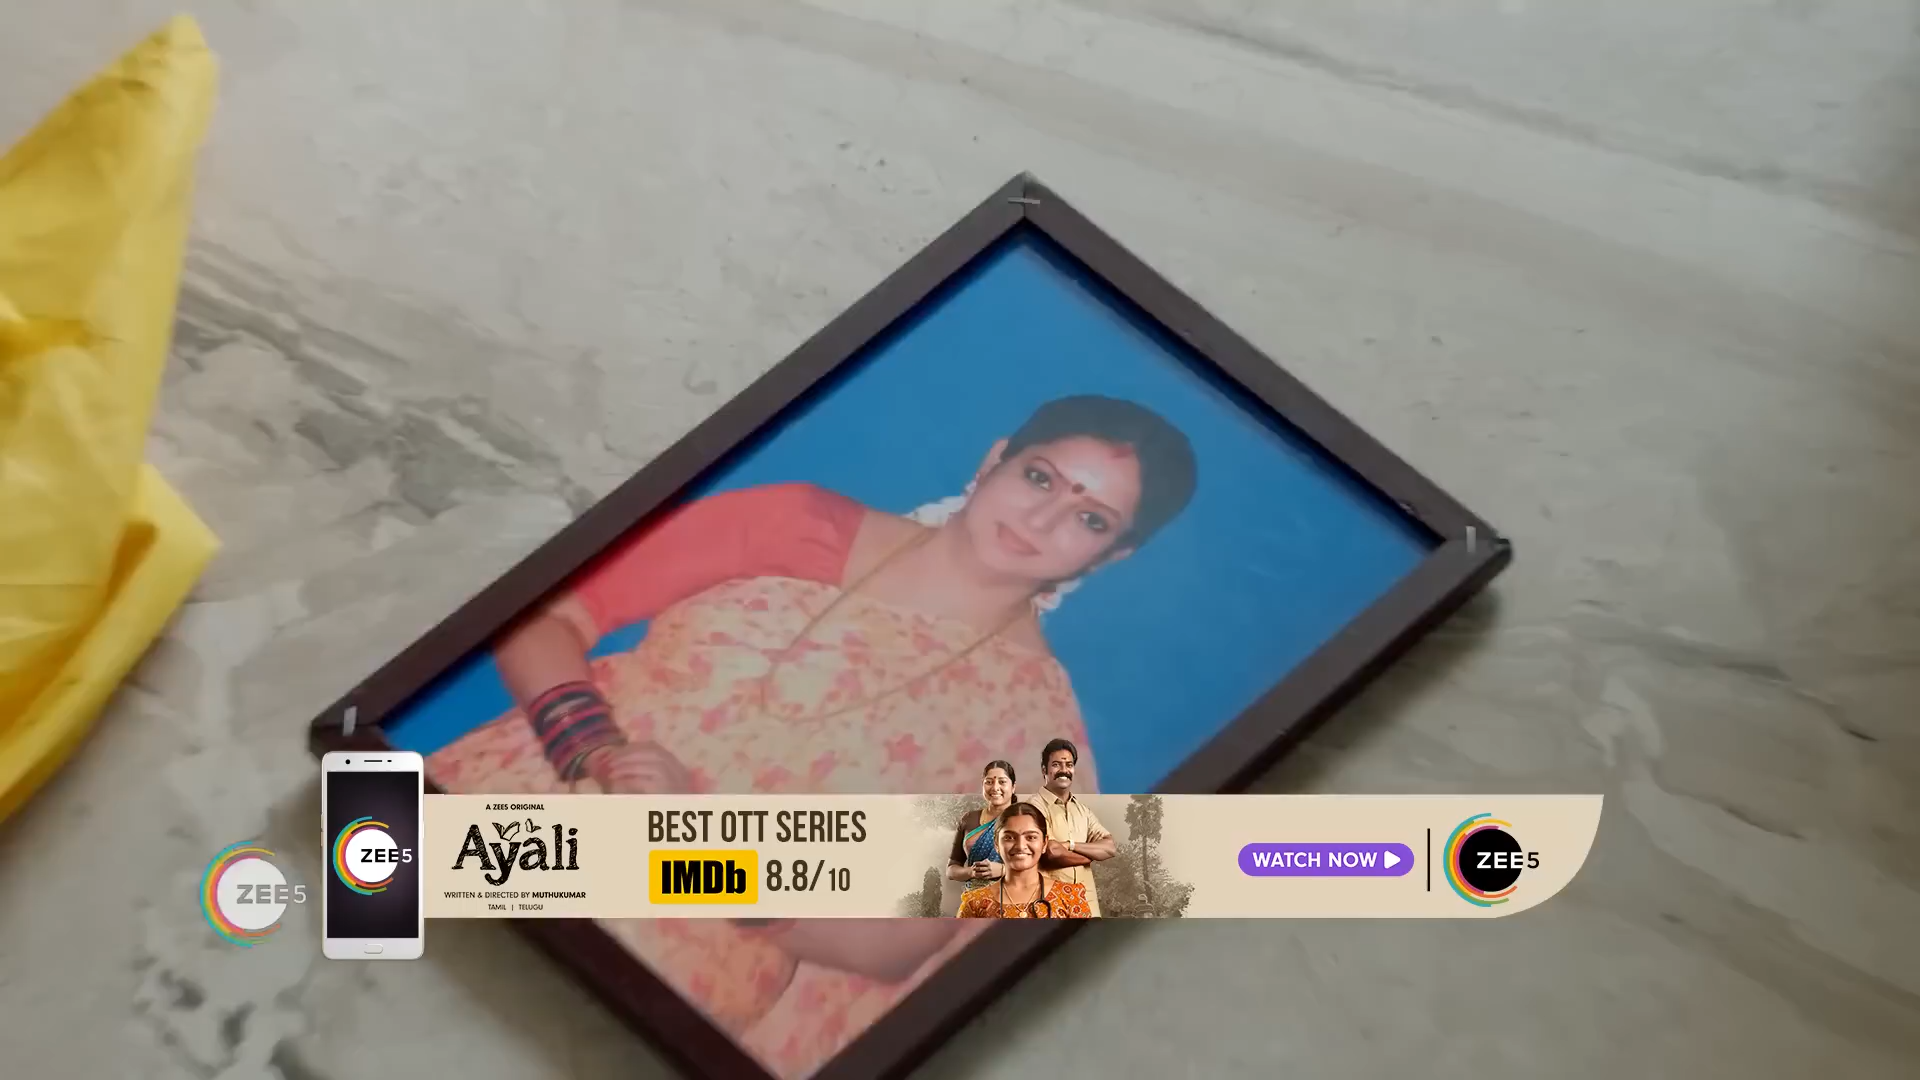 ZEE5
ZEE5
A ZEE5 ORIGINAL
Ayali
WRITTEN & DIRECTED BY MUTHUKUMAR
TAMIL | TELUGU
BEST OTT SERIES
IMDb 8.8/10
WATCH NOW
ZEE5